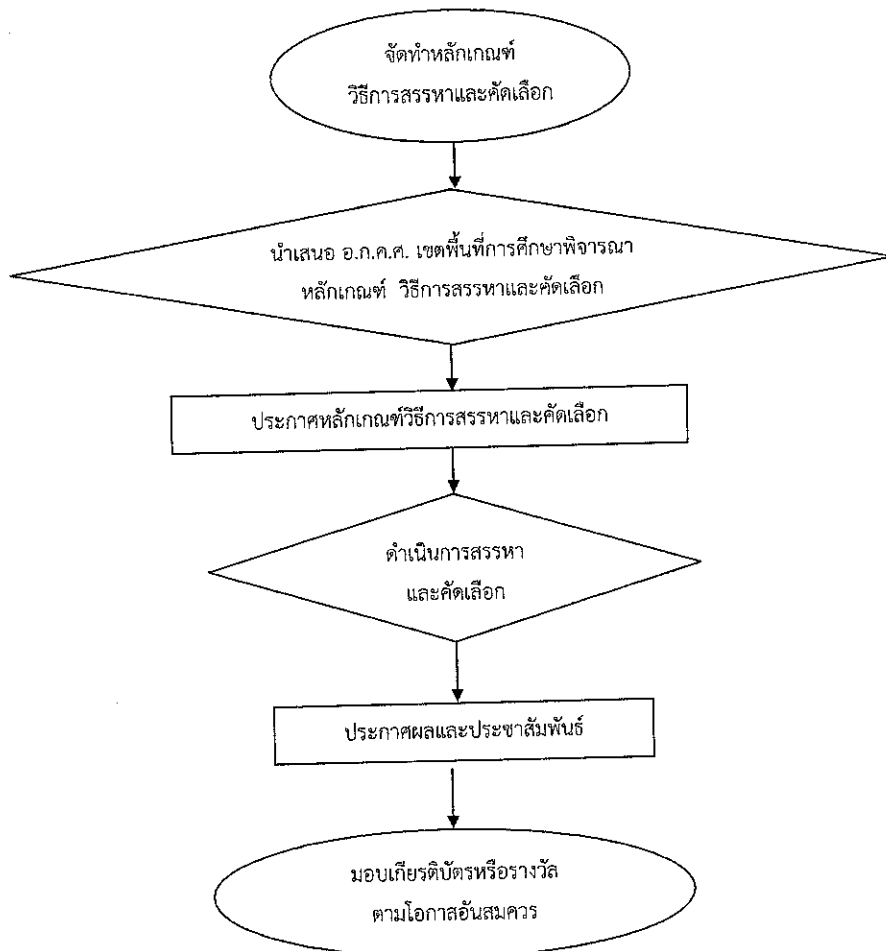 จัดทำหลักเกณฑ์
วิธีการสรรหาและคัดเลือก
นำเสนอ อ.ก.ค.ศ. เขตพื้นที่การศึกษาพิจารณา
หลักเกณฑ์ วิธีการสรรหาและคัดเลือก
ประกาศหลักเกณฑ์วิธีการสรรหาและคัดเลือก
ดำเนินการสรรหา
และคัดเลือก
ประกาศผลและประชาสัมพันธ์
มอบเกียรติบัตรหรือรางวัล
ตามโอกาสอันสมควร